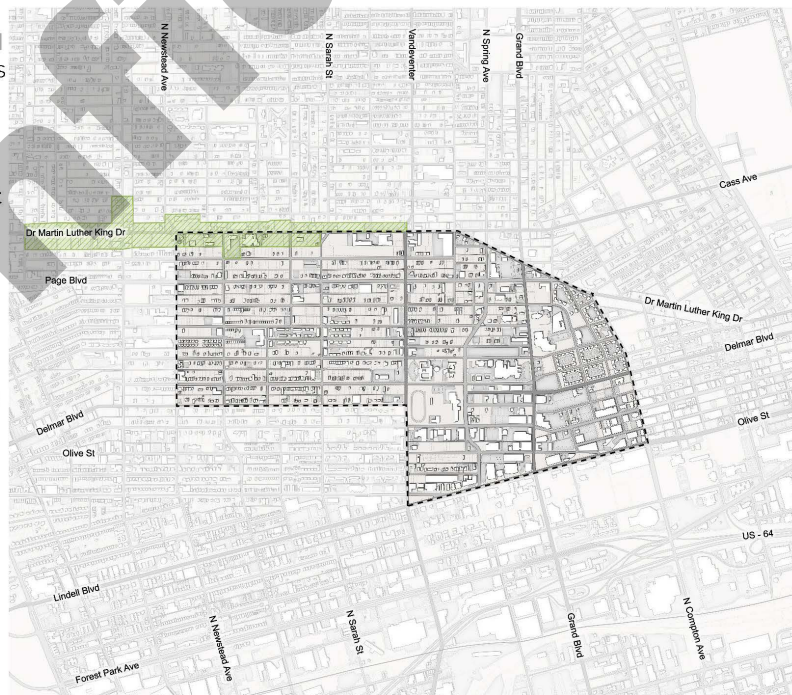 N Newstead Ave
N Sarah St
Vandeventer
N Spring Ave
Grand Blvd
Cass Ave
Dr Martin Luther King Dr
Page Blvd
Dr Martin Luther King Dr
Delmar Blvd
Delmar Blvd
Olive St
Olive St
US - 64
Lindell Blvd
N Newstead Ave
N Sarah St
Grand Blvd
N Compton Ave
Forest Park Ave